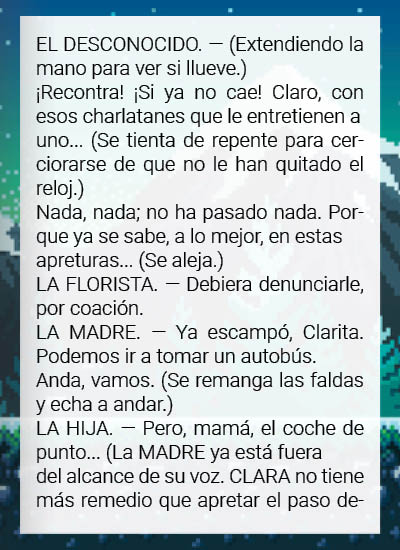 EL DESCONOCIDO. — (Extendiendo la
mano para ver si llueve.)
¡Recontra! ¡Si ya no cae! Claro, con
esos charlatanes que le entretienen a
uno... (Se tienta de repente para cer-
ciorarse de que no le han quitado el
reloj.)
Nada, nada; no ha pasado nada. Por-
que ya se sabe, a lo mejor, en estas
apreturas... (Se aleja.)
LA FLORISTA. — Debiera denunciarle,
por coación.
LA MADRE. — Ya escampó, Clarita.
Podemos ir a tomar un autobús.
Anda, vamos. (Se remanga las faldas
y echa a andar.)
LA HIJA. — Pero, mamá, el coche de
punto... (La MADRE ya está fuera
del alcance de su voz. CLARA no tiene
más remedio que apretar el paso de-